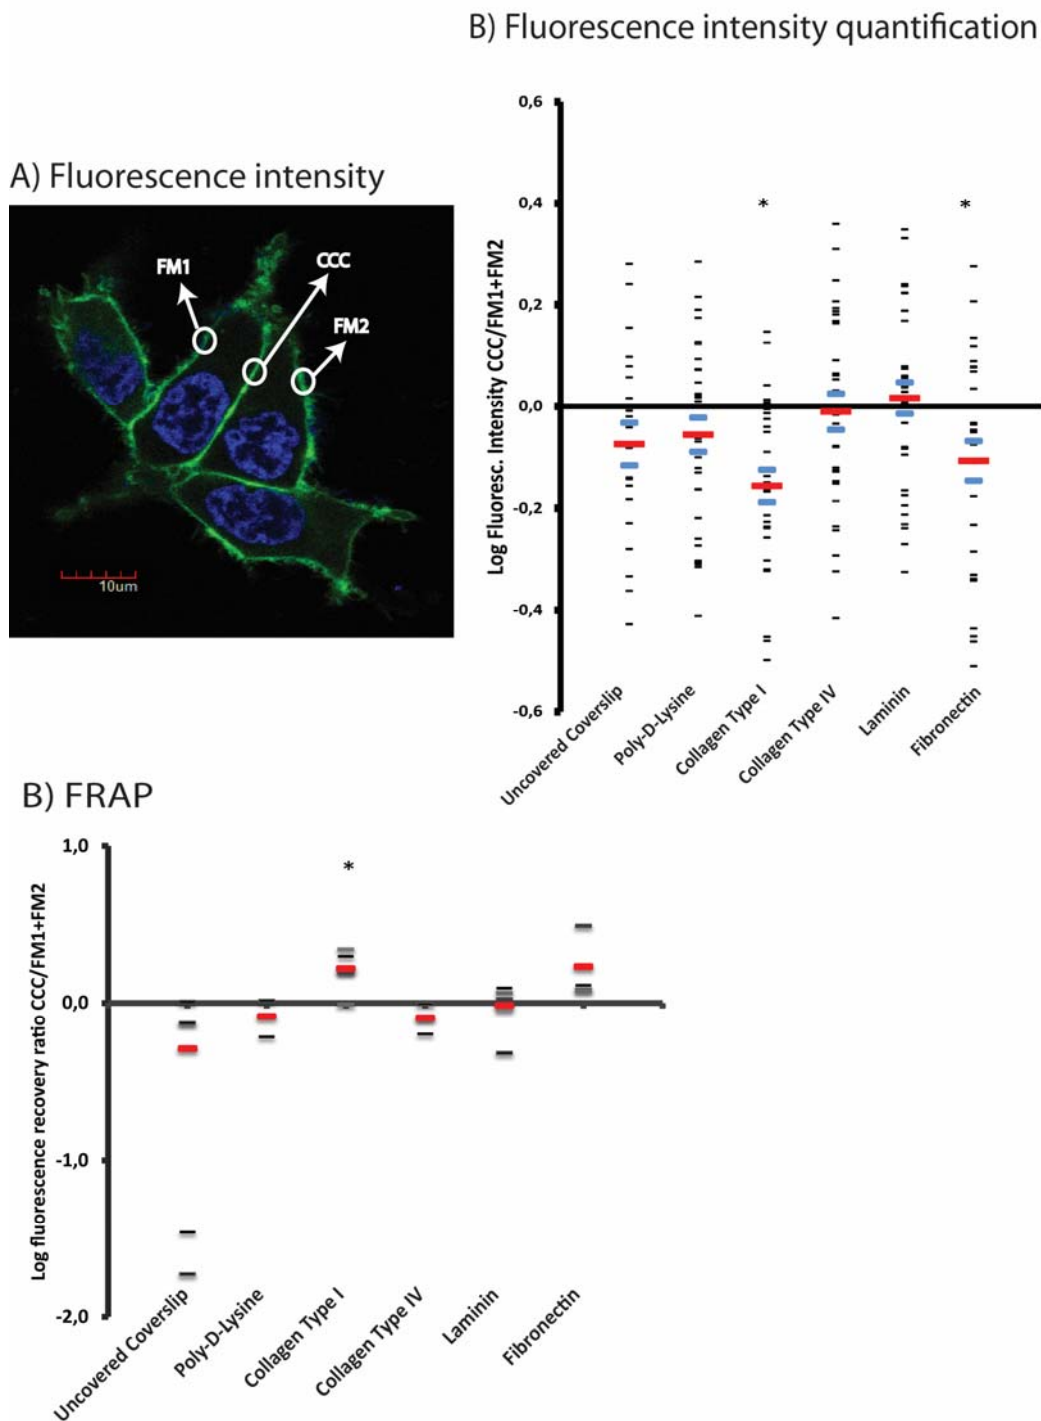 B) Fluorescence intensity quantification
A) Fluorescence intensity
FM1
CCC
FM2
10um
Log Fluoresc. Intensity CCC/FM1+FM2
0,6
0,4
0,2
0,0
-0,2
-0,4
-0,6
*
*
Uncovered Coverslip
Poly-D-Lysine
Collagen Type I
Collagen Type IV
Laminin
Fibronectin
B) FRAP
Log fluorescence recovery ratio CCC/FM1+FM2
1,0
0,0
-1,0
-2,0
*
Uncovered Coverslip
Poly-D-Lysine
Collagen Type I
Collagen Type IV
Laminin
Fibronectin